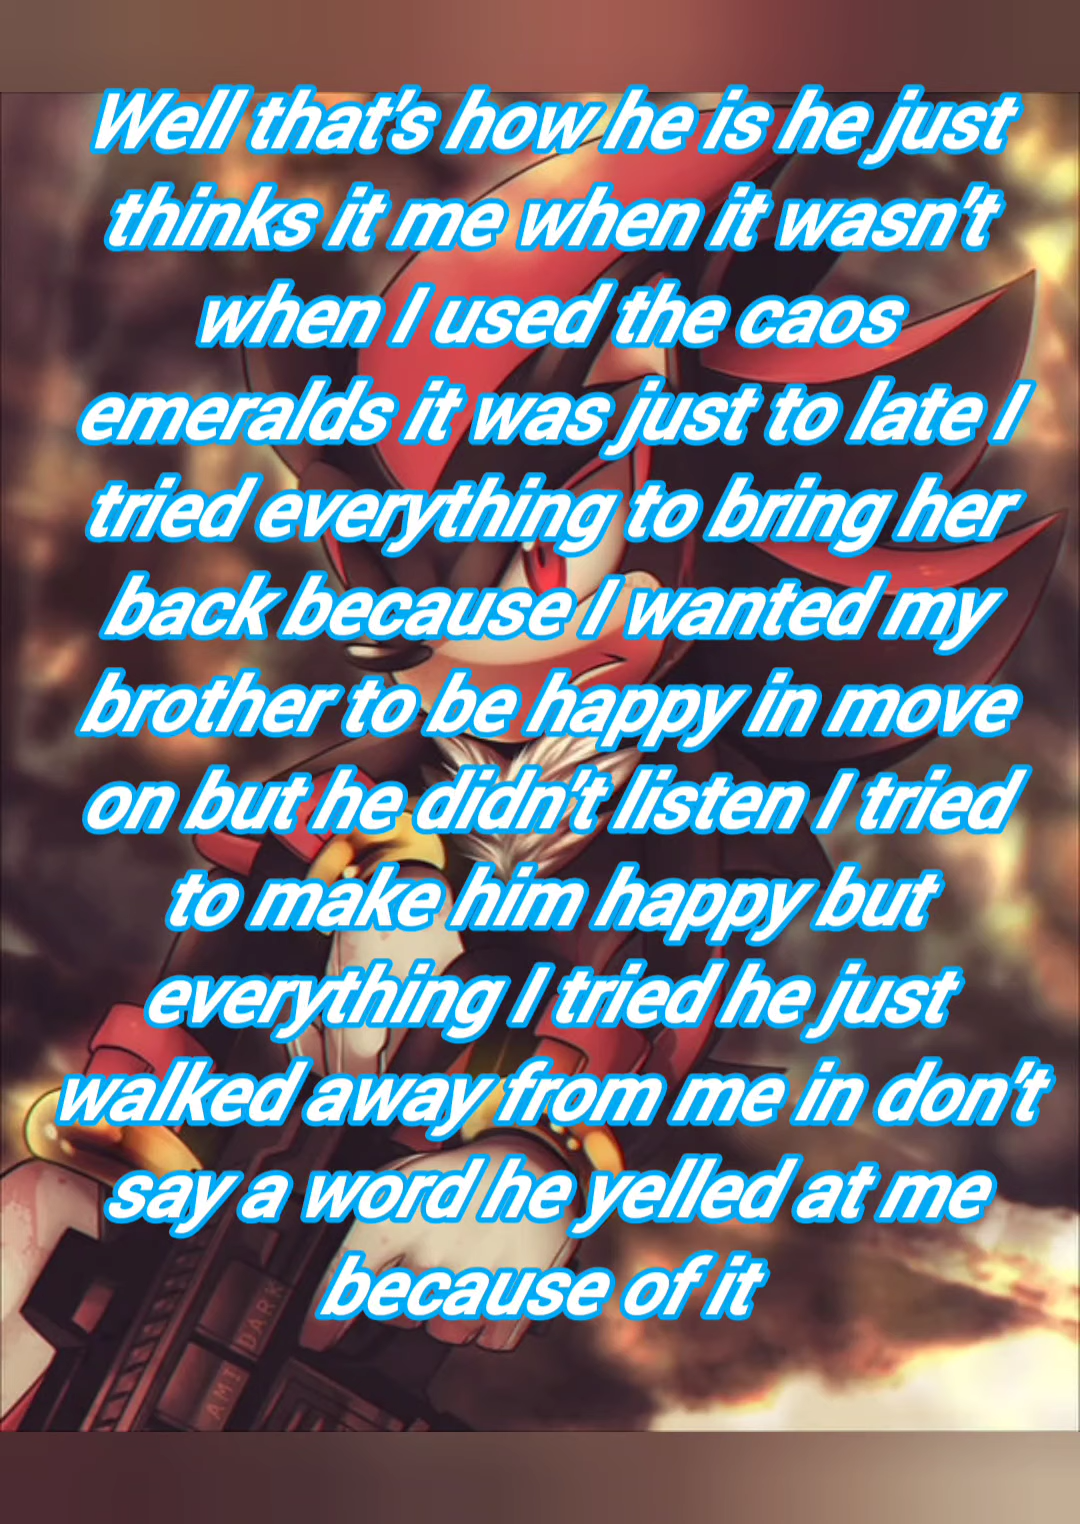 Well that's how he is he just
thinks it me when it wasn't
when I used the caos
emeralds it was just to late I
tried everything to bring her
back because I wanted my
brother to be happy in move
on but he didn't listen I tried
to make him happy but
everything I tried he just
walked away from me in don't
say a word he yelled at me
because of it
DARK
AMI